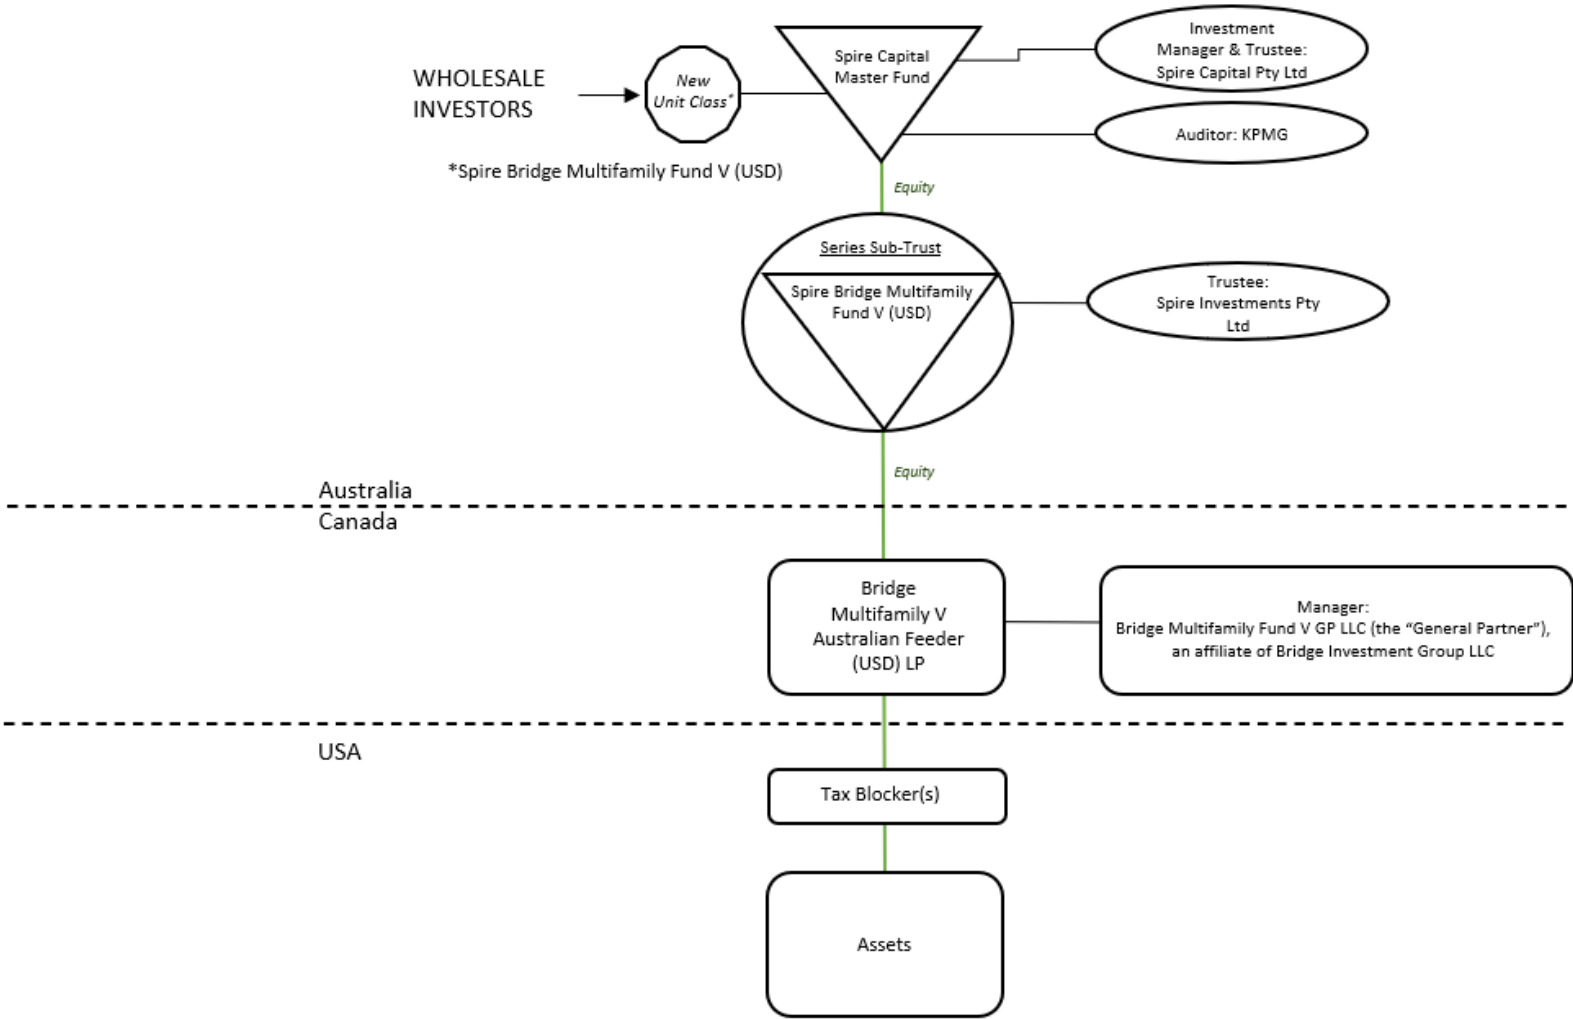 WHOLESALE
INVESTORS
New
Unit Class*
*Spire Bridge Multifamily Fund V (USD)
Spire Capital
Master Fund
Investment
Manager & Trustee:
Spire Capital Pty Ltd
Auditor: KPMG
Equity
Series Sub-Trust
Spire Bridge Multifamily
Fund V (USD)
Trustee:
Spire Investments Pty
Ltd
Equity
Australia
Canada
Bridge
Multifamily V
Australian Feeder
(USD) LP
Manager:
Bridge Multifamily Fund V GP LLC (the “General Partner”),
an affiliate of Bridge Investment Group LLC
USA
Tax Blocker(s)
Assets